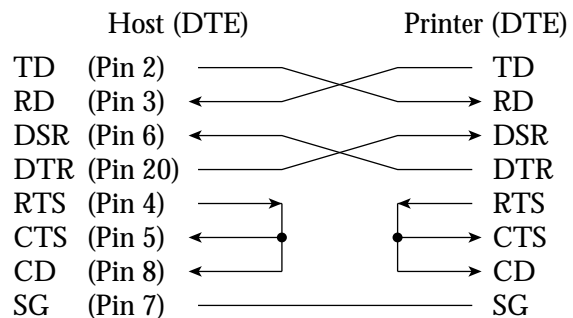 Host (DTE) Printer (DTE)
TD (Pin 2) TD
RD (Pin 3) RD
DSR (Pin 6) DSR
DTR (Pin 20) DTR
RTS (Pin 4) RTS
CTS (Pin 5) CTS
CD (Pin 8) CD
SG (Pin 7) SG